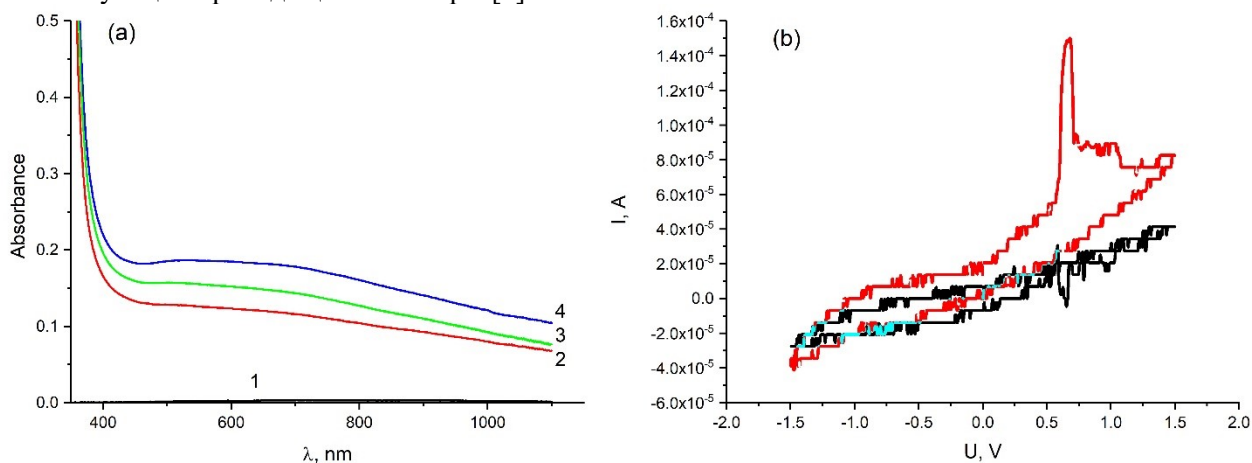 (a)
0.5
0.4
0.3
0.2
0.1
0.0
Absorbance
1
2
3
4
400
600
800
1000
λ, nm
(b)
1.6x10⁻⁴
1.4x10⁻⁴
1.2x10⁻⁴
1.0x10⁻⁴
8.0x10⁻⁵
6.0x10⁻⁵
4.0x10⁻⁵
2.0x10⁻⁵
0.0
-2.0x10⁻⁵
-4.0x10⁻⁵
-6.0x10⁻⁵
I, A
-2.0
-1.5
-1.0
-0.5
0.0
0.5
1.0
1.5
2.0
U, V